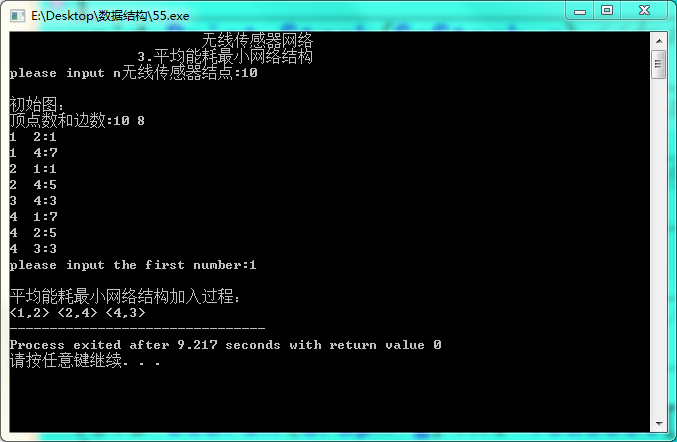 E:\Desktop\数据结构\55.exe
无线传感器网络
3.平均能耗最小网络结构
please input n无线传感器结点:10
初始图：
顶点数和边数:10 8
1  2:1
1  4:7
2  1:1
2  4:5
3  4:3
4  1:7
4  2:5
4  3:3
please input the first number:1
平均能耗最小网络结构加入过程：
<1,2> <2,4> <4,3>
--------------------------------
Process exited after 9.217 seconds with return value 0
请按任意键继续. . .